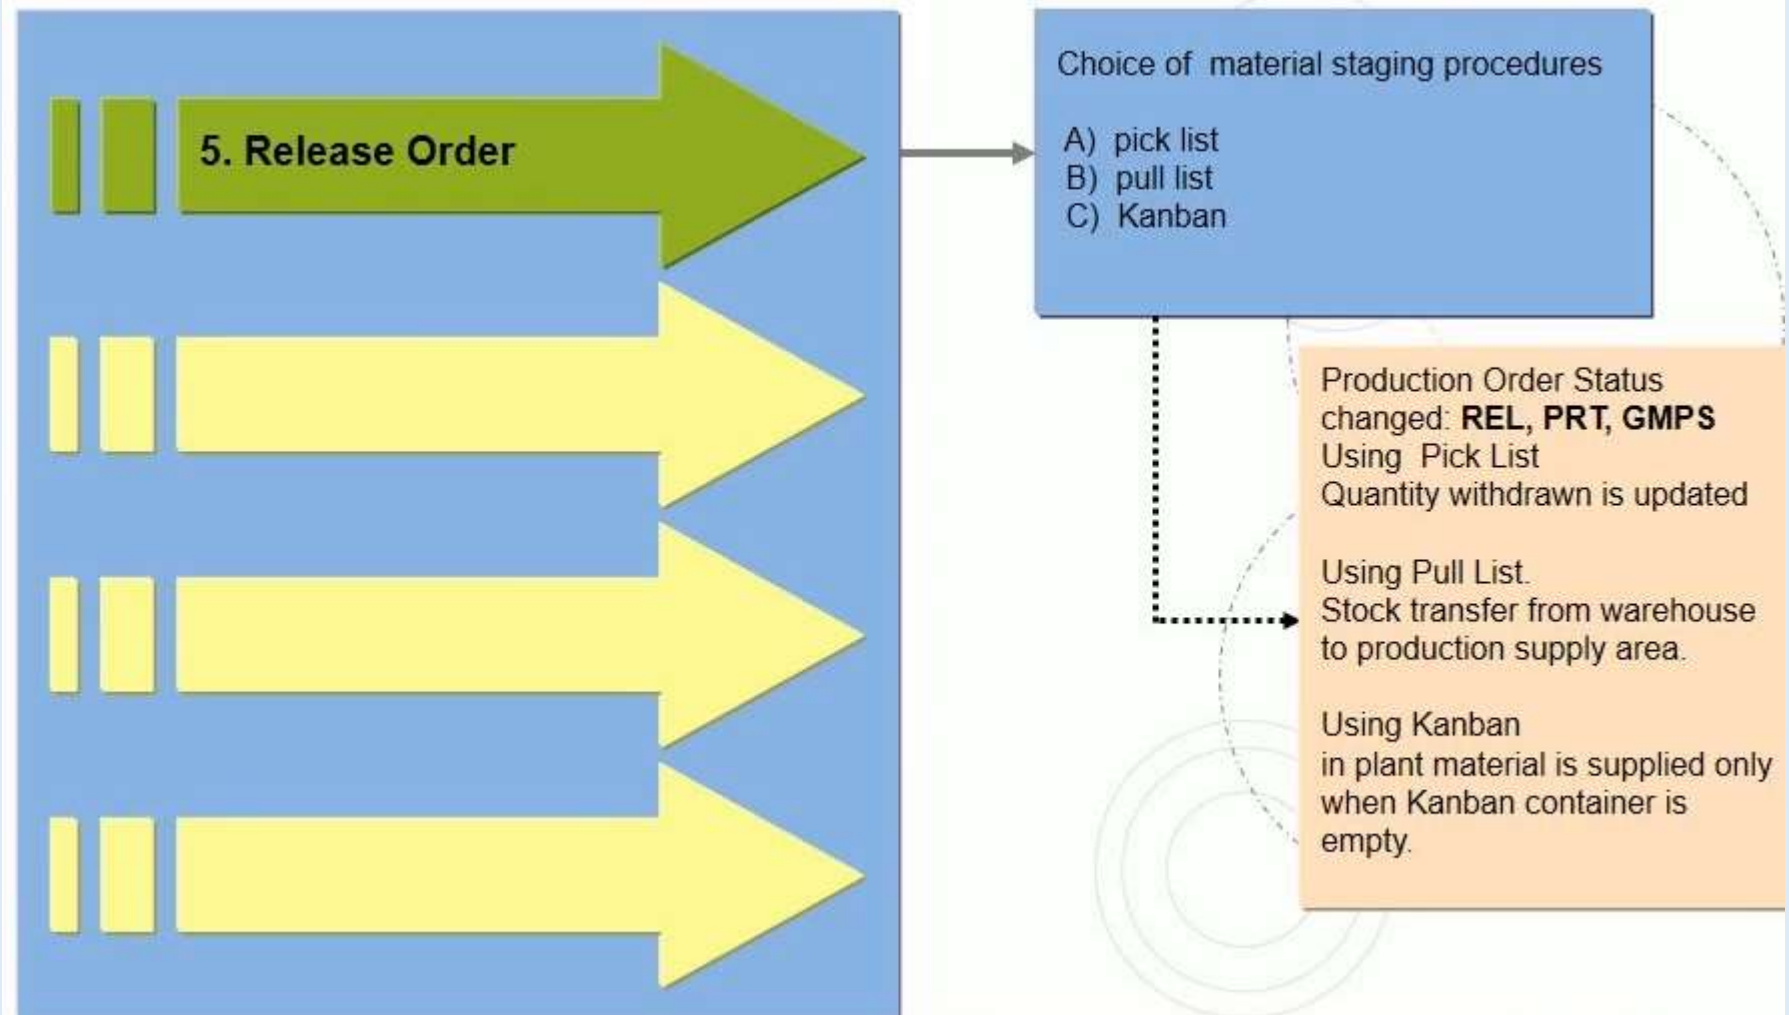 5. Release Order
Choice of material staging procedures
A) pick list
B) pull list
C) Kanban
Production Order Status
changed: REL, PRT, GMPS
Using Pick List
Quantity withdrawn is updated
Using Pull List.
Stock transfer from warehouse
to production supply area.
Using Kanban
in plant material is supplied only
when Kanban container is
empty.